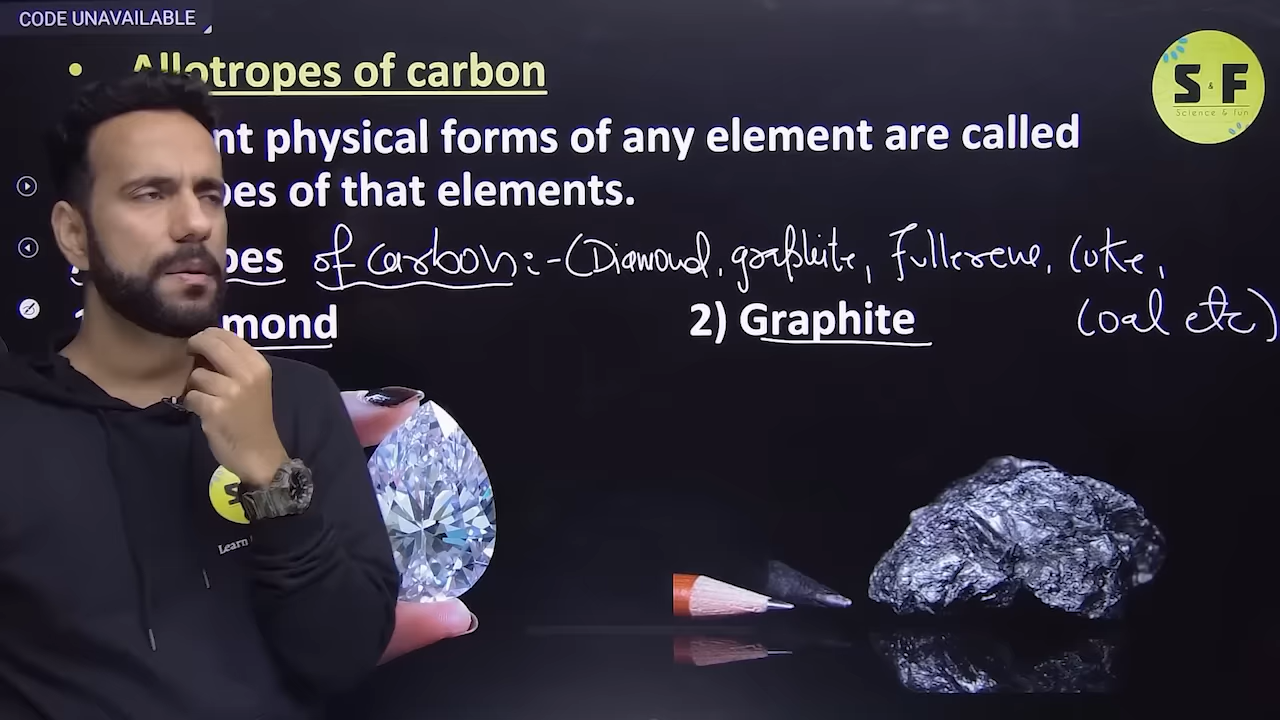 CODE UNAVAILABLE
• Allotropes of carbon
S & F
Science & fun
nt physical forms of any element are called
pes of that elements.
pes of carbon:- (Diamond, graphite, Fullerene, Coke,
Coal etc)
mond 2) Graphite
Learn